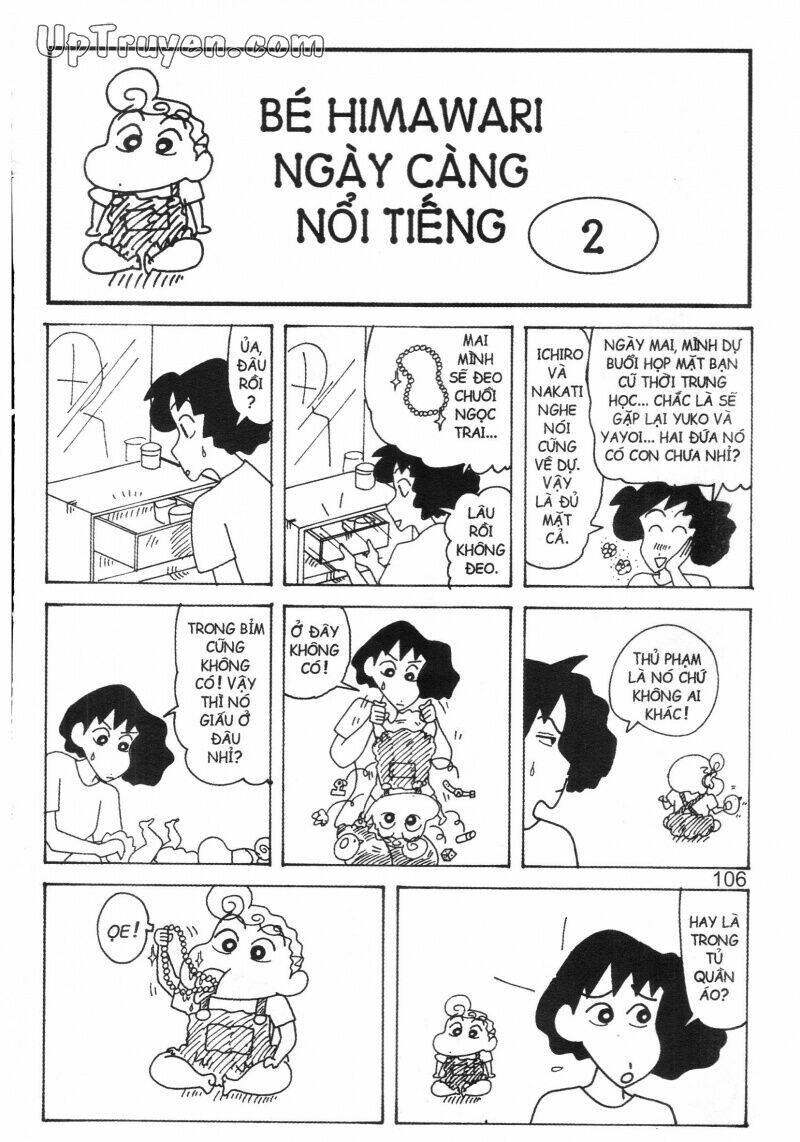 UpTruyen.com
BÉ HIMAWARI
NGÀY CÀNG
NỔI TIẾNG
2
NGÀY MAI, MÌNH DỰ
BUỔI HỌP MẶT BẠN
CŨ THỜI TRUNG
HỌC... CHẮC LÀ SẼ
GẶP LẠI YUKO VÀ
YAYOI... HAI ĐỨA NÓ
CÓ CON CHƯA NHỈ?
ICHIRO
VÀ
NAKATI
NGHE
NÓI
CŨNG
VỀ DỰ.
VẬY
LÀ ĐỦ
MẶT
CẢ.
MAI
MÌNH
SẼ ĐEO
CHUỖI
NGỌC
TRAI...
LÂU
RỒI
KHÔNG
ĐEO.
ỦA,
ĐÂU
RỒI
?
THỦ PHẠM
LÀ NÓ CHỨ
KHÔNG AI
KHÁC!
Ở ĐÂY
KHÔNG
CÓ!
TRONG BỈM
CŨNG
KHÔNG
CÓ! VẬY
THÌ NÓ
GIẤU Ở
ĐÂU
NHỈ?
106
HAY LÀ
TRONG
TỦ
QUẦN
ÁO?
ỌE!